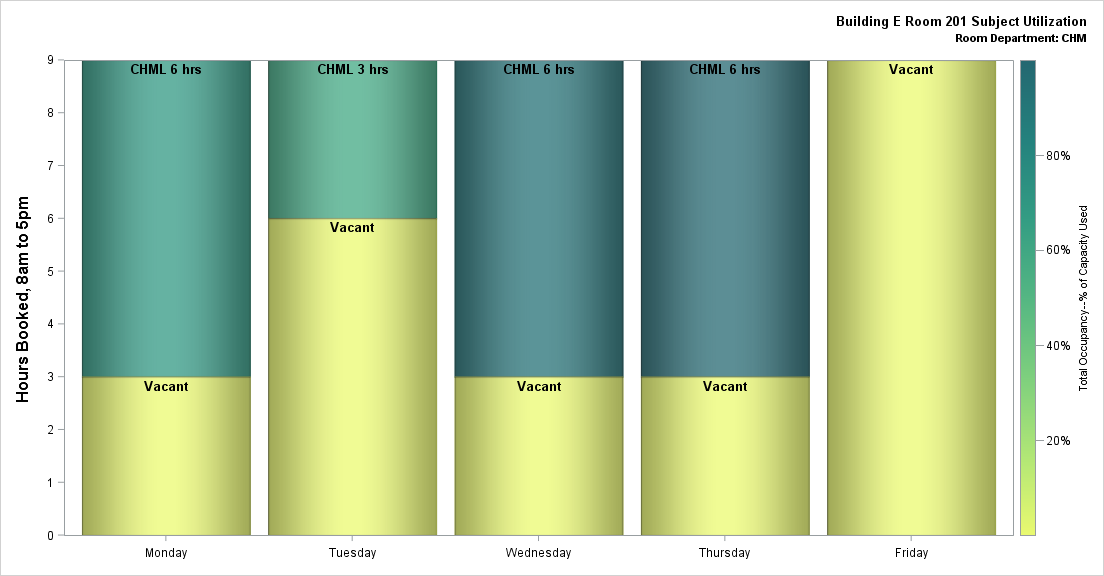 Building E Room 201 Subject Utilization
Room Department: CHM
Hours Booked, 8am to 5pm
9
8
7
6
5
4
3
2
1
0
CHML 6 hrs
Vacant
CHML 3 hrs
Vacant
CHML 6 hrs
Vacant
CHML 6 hrs
Vacant
Vacant
Monday
Tuesday
Wednesday
Thursday
Friday
80%
60%
40%
20%
Total Occupancy--% of Capacity Used